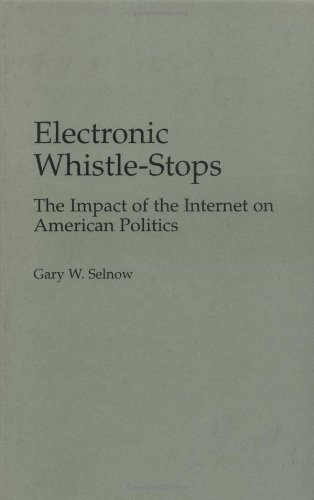 Electronic
Whistle-Stops
The Impact of the Internet on
American Politics
Gary W. Selnow